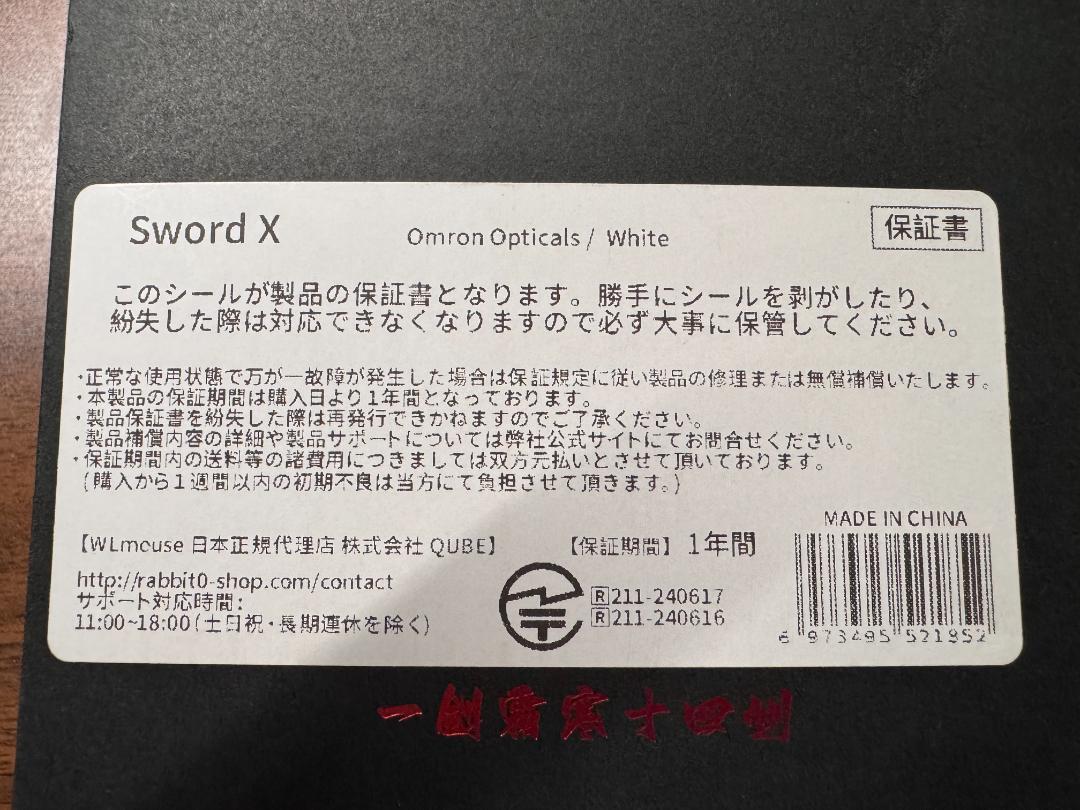 Sword X
Omron Opticals / White
保証書
このシールが製品の保証書となります。勝手にシールを剥がしたり、
紛失した際は対応できなくなりますので必ず大事に保管してください。
・正常な使用状態で万が一故障が発生した場合は保証規定に従い製品の修理または無償補償いたします。
・本製品の保証期間は購入日より1年間となっております。
・製品保証書を紛失した際は再発行できかねますのでご了承ください。
・製品補償内容の詳細や製品サポートについては弊社公式サイトにてお問合せください。
・保証期間内の送料等の諸費用につきましては双方元払いとさせて頂いております。
(購入から1週間以内の初期不良は当方にて負担させて頂きます。)
MADE IN CHINA
【WLmouse 日本正規代理店 株式会社 QUBE】
【保証期間】 1年間
http://rabbit0-shop.com/contact
サポート対応時間:
11:00~18:00(土日祝・長期連休を除く)
R 211-240617
R 211-240616
6 973495 521852
一剑霜寒十四州